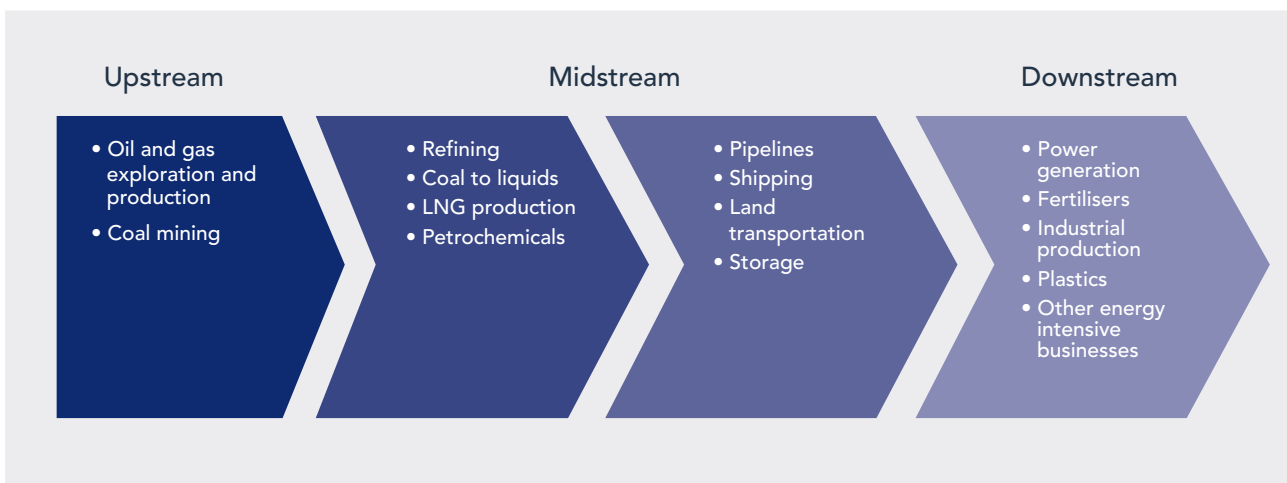 Upstream
Midstream
Downstream
• Oil and gas
exploration and
production
• Coal mining
• Refining
• Coal to liquids
• LNG production
• Petrochemicals
• Pipelines
• Shipping
• Land
transportation
• Storage
• Power
generation
• Fertilisers
• Industrial
production
• Plastics
• Other energy
intensive
businesses